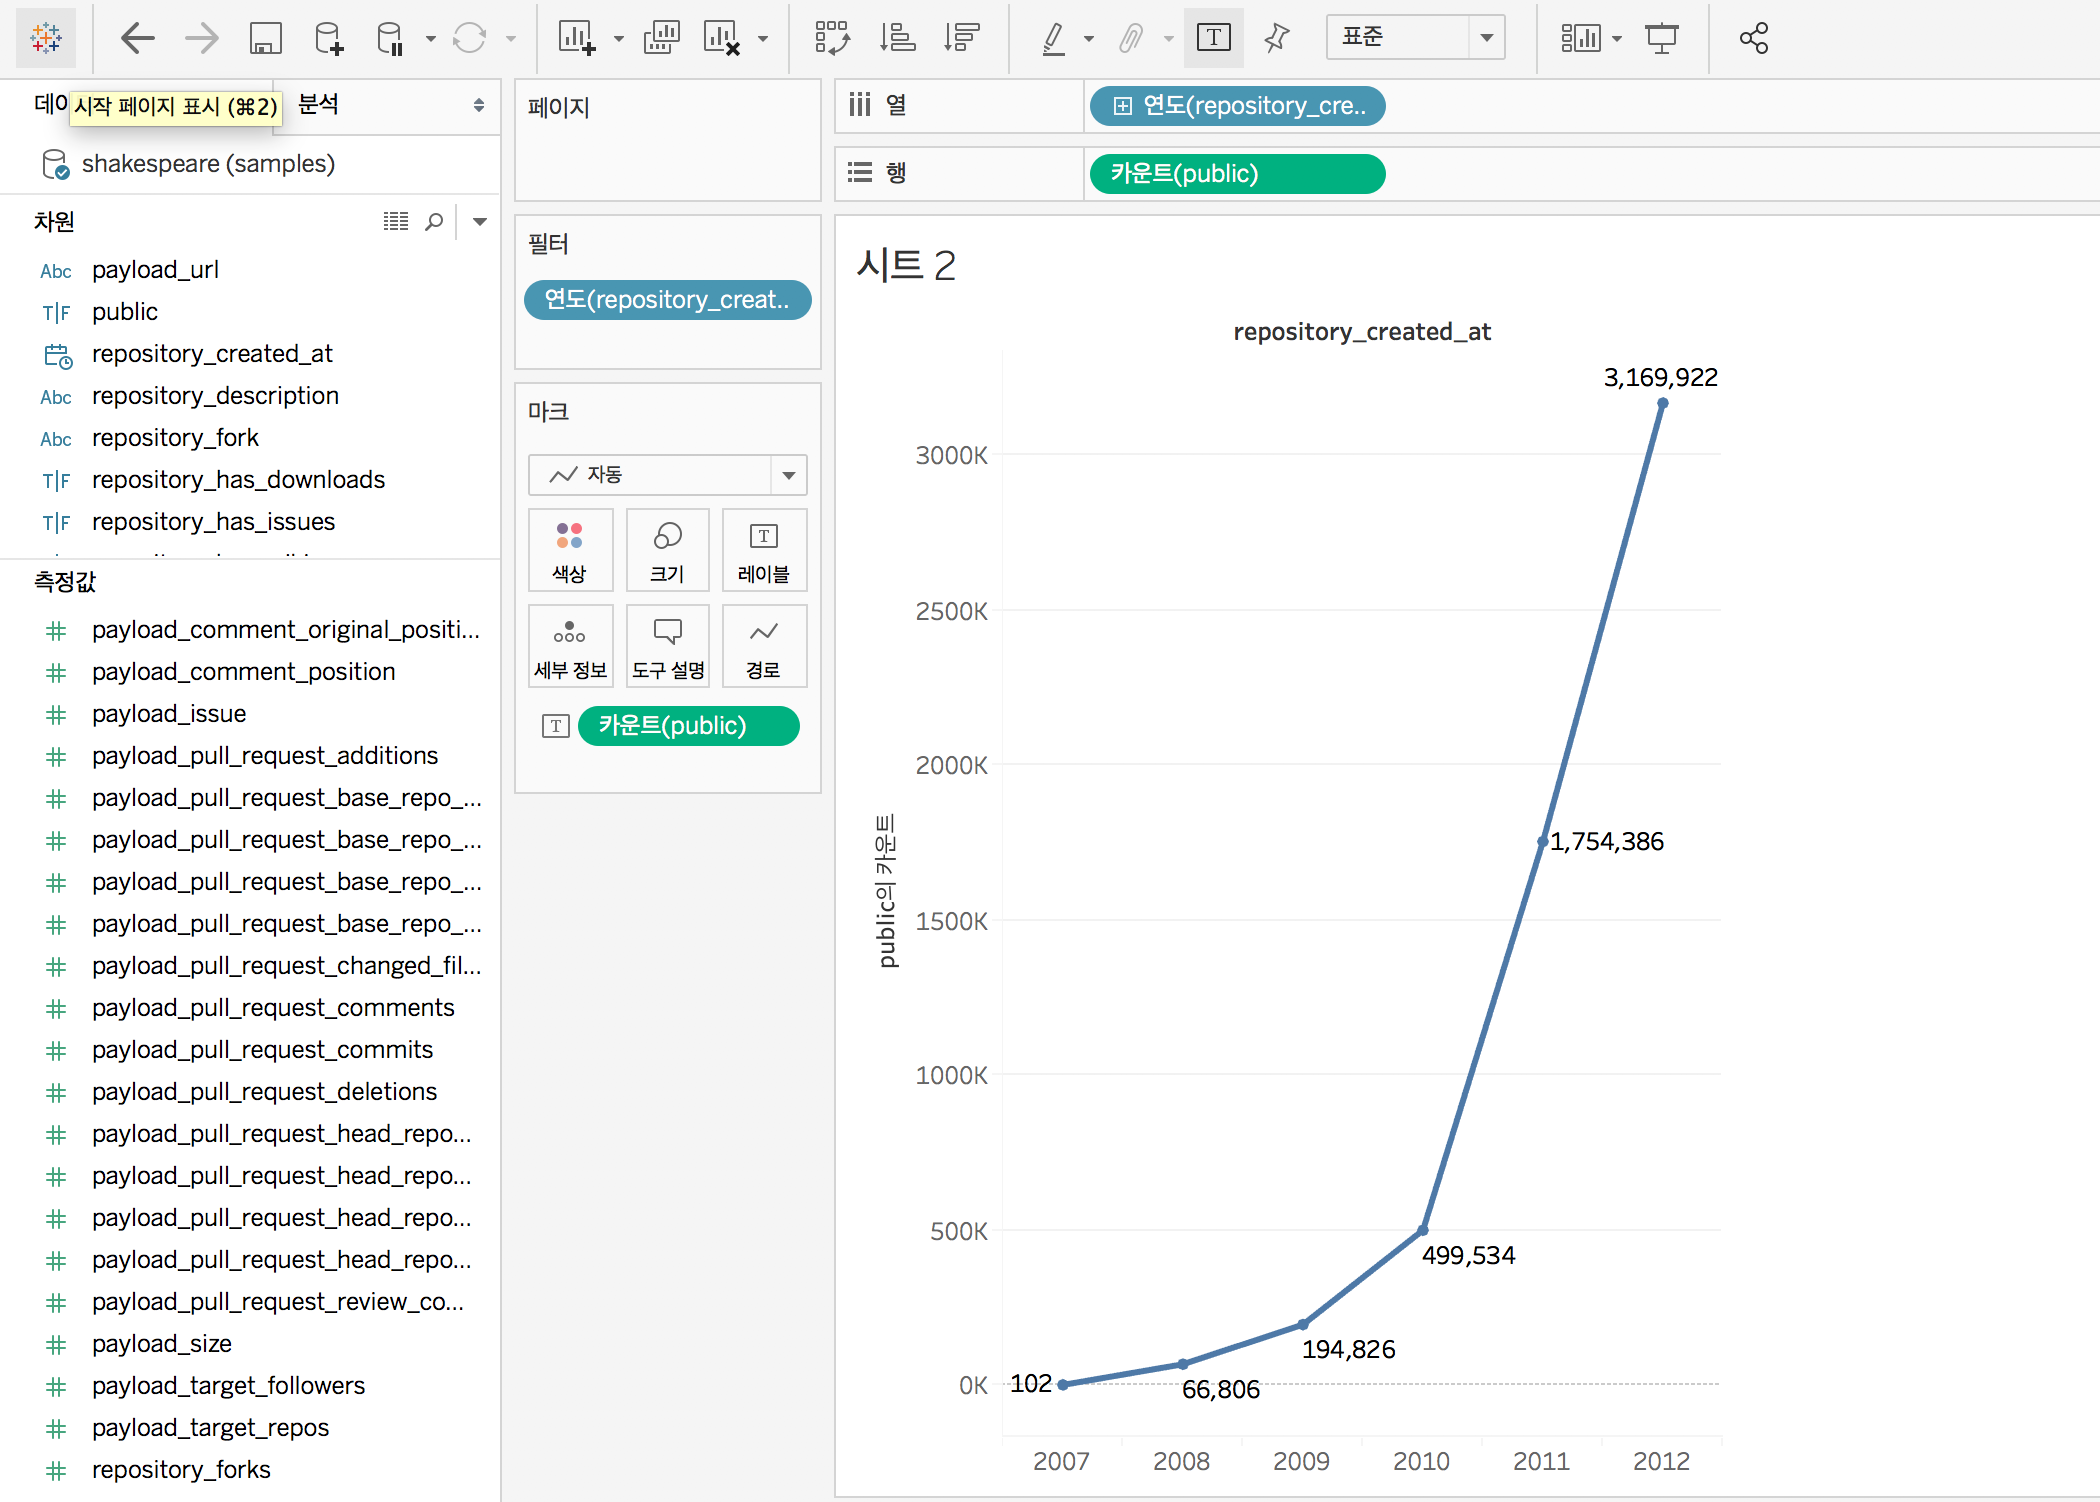 표준
데이
시작 페이지 표시 (⌘2)
분석
shakespeare (samples)
차원
Abc payload_url
T|F public
repository_created_at
Abc repository_description
Abc repository_fork
T|F repository_has_downloads
T|F repository_has_issues
측정값
payload_comment_original_positi...
payload_comment_position
payload_issue
payload_pull_request_additions
payload_pull_request_base_repo_...
payload_pull_request_base_repo_...
payload_pull_request_base_repo_...
payload_pull_request_base_repo_...
payload_pull_request_changed_fil...
payload_pull_request_comments
payload_pull_request_commits
payload_pull_request_deletions
payload_pull_request_head_repo...
payload_pull_request_head_repo...
payload_pull_request_head_repo...
payload_pull_request_head_repo...
payload_pull_request_review_co...
payload_size
payload_target_followers
payload_target_repos
repository_forks
페이지
필터
연도(repository_creat..
마크
자동
색상 크기 레이블
세부 정보 도구 설명 경로
카운트(public)
열 연도(repository_cre..
행 카운트(public)
시트 2
repository_created_at
3,169,922
3000K
2500K
2000K
1,754,386
public의 카운트
1500K
1000K
500K
499,534
194,826
0K 102
66,806
2007 2008 2009 2010 2011 2012